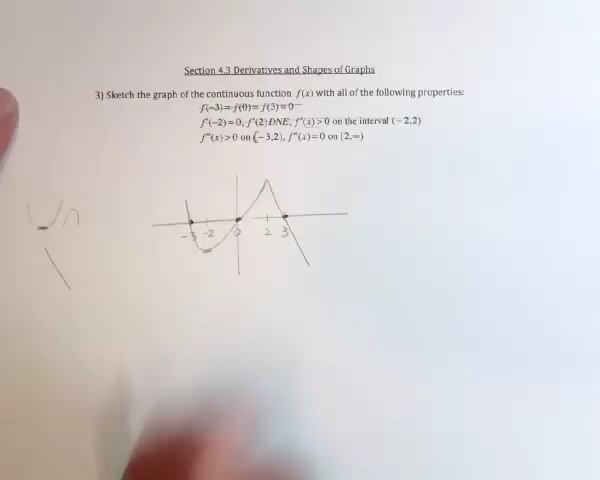 Section 4.3 Derivatives and Shapes of Graphs
3) Sketch the graph of the continuous function f(x) with all of the following properties:
f(−3)=f(0)=f(3)=0
f'(−2)=0, f'(2) DNE, f'(x)>0 on the interval (−2,2)
f''(x)>0 on (−3,2), f''(x)=0 on [2,∞)
-3 -2 0 2 3